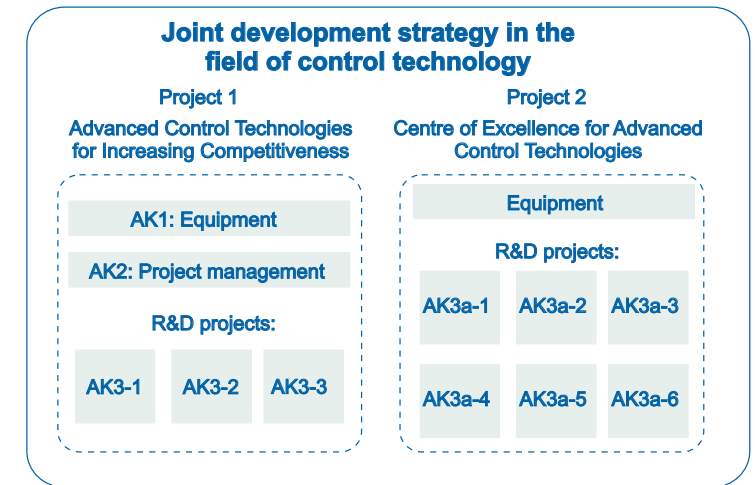 Joint development strategy in the
field of control technology
Project 1
Advanced Control Technologies
for Increasing Competitiveness
AK1: Equipment
AK2: Project management
R&D projects:
AK3-1 AK3-2 AK3-3
Project 2
Centre of Excellence for Advanced
Control Technologies
Equipment
R&D projects:
AK3a-1 AK3a-2 AK3a-3
AK3a-4 AK3a-5 AK3a-6